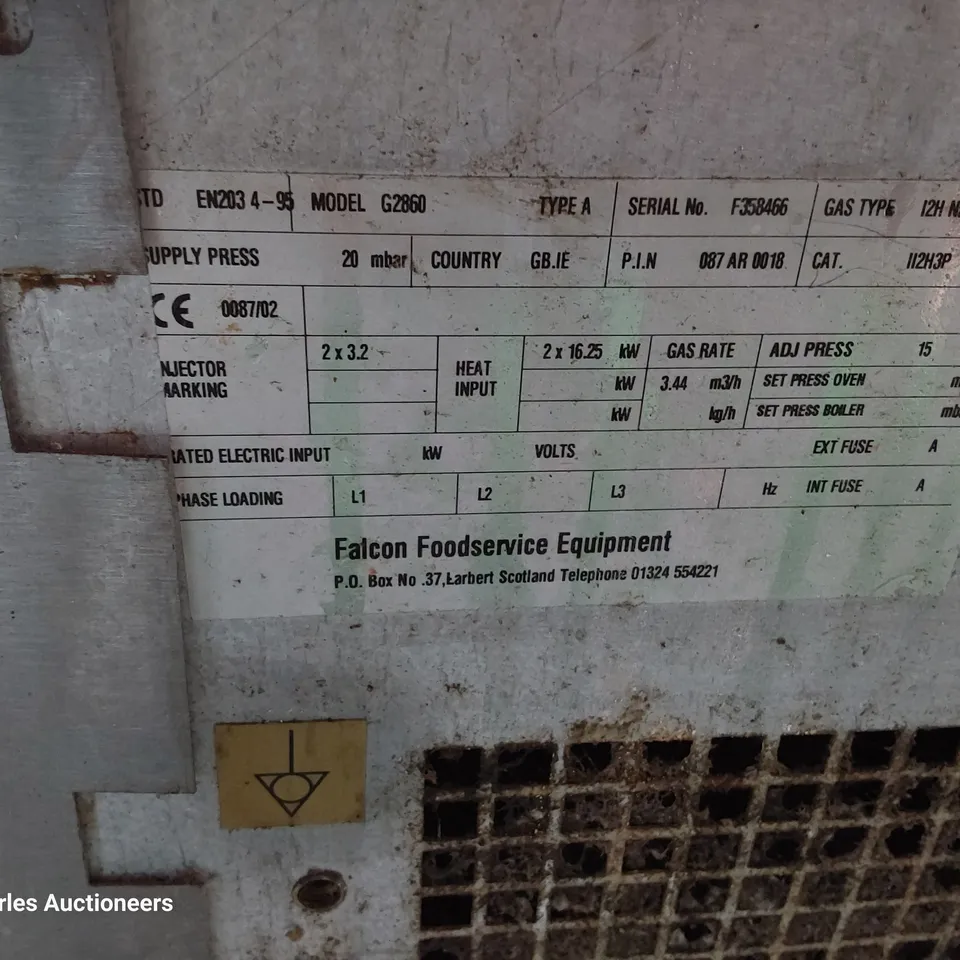 TD EN203 4-95 MODEL G2860 TYPE A SERIAL No. F358466 GAS TYPE I2H N
UPPLY PRESS 20 mbar COUNTRY GB.IE P.I.N 087 AR 0018 CAT. II2H3P
CE 0087/02
NJECTOR MARKING 2 x 3.2 HEAT INPUT 2 x 16.25 kW GAS RATE ADJ PRESS 15
kW 3.44 m3/h SET PRESS OVEN m
kW kg/h SET PRESS BOILER mb
ATED ELECTRIC INPUT kW VOLTS EXT FUSE A
PHASE LOADING L1 L2 L3 Hz INT FUSE A
Falcon Foodservice Equipment
P.O. Box No .37,Larbert Scotland Telephone 01324 554221
rles Auctioneers